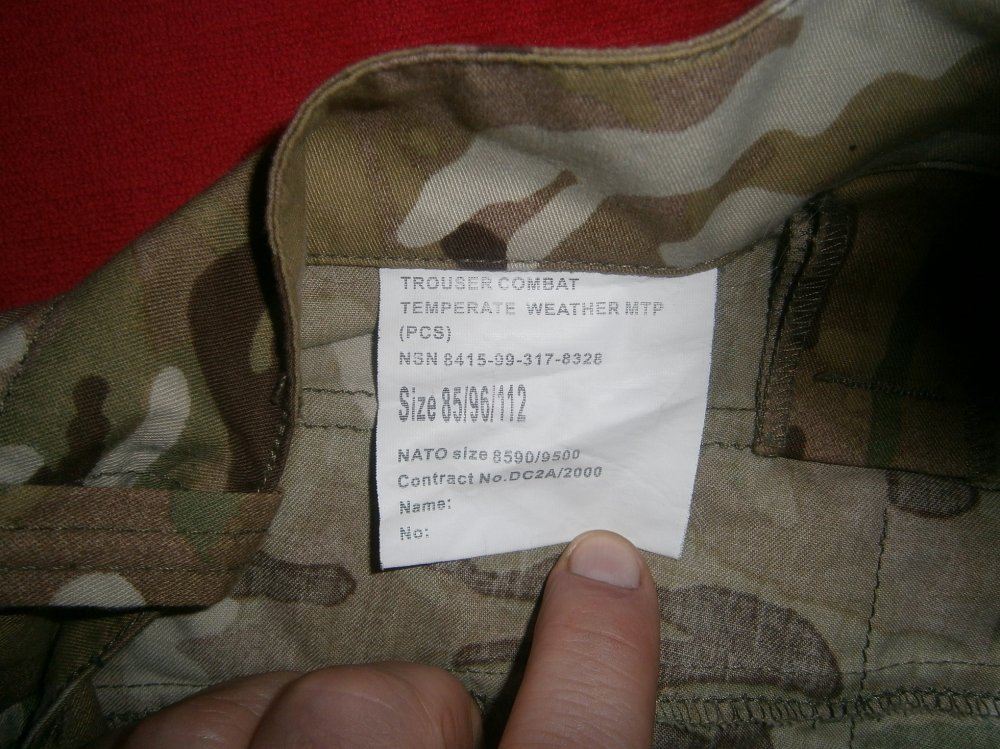 TROUSER COMBAT
TEMPERATE WEATHER MTP
(PCS)
NSN 8415-99-317-8328
Size 85/96/112
NATO size 8590/9500
Contract No.DC2A/2000
Name:
No: